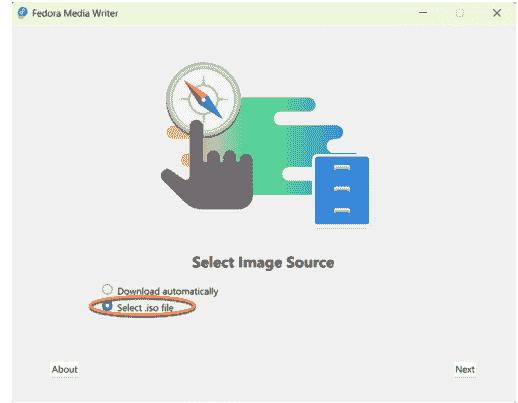 Fedora Media Writer
Select Image Source
Download automatically
Select .iso file
About
Next